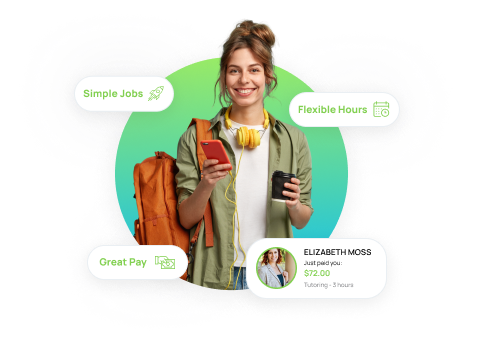 Simple Jobs
Flexible Hours
Great Pay
ELIZABETH MOSS
Just paid you:
$72.00
Tutoring - 3 hours